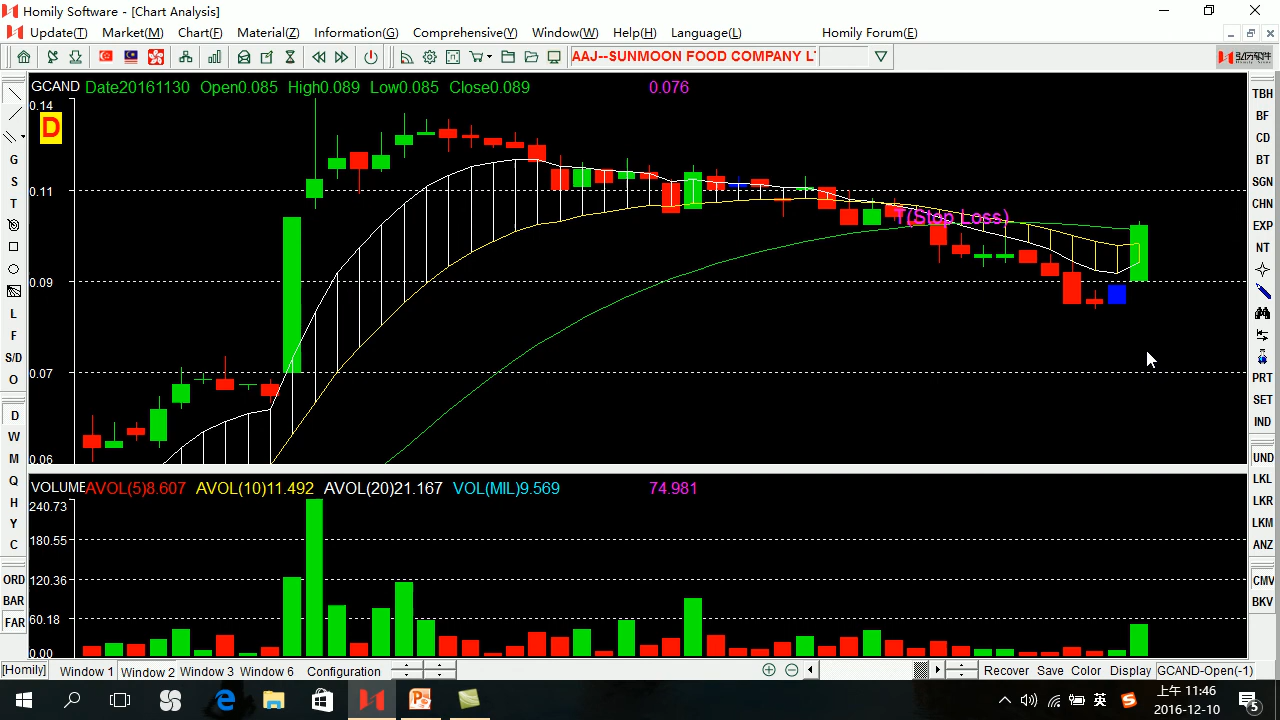 Homily Software - [Chart Analysis]
Update(T) Market(M) Chart(F) Material(Z) Information(G) Comprehensive(Y) Window(W) Help(H) Language(L) Homily Forum(E)
AAJ--SUNMOON FOOD COMPANY L
GCAND Date20161130 Open0.085 High0.089 Low0.085 Close0.089 0.076
D
0.14
0.11
0.09
0.07
0.06
T(Stop Loss)
VOLUME AVOL(5)8.607 AVOL(10)11.492 AVOL(20)21.167 VOL(MIL)9.569 74.981
240.73
180.55
120.36
60.18
0.00
G
S
T
L
F
S/D
O
D
W
M
Q
H
Y
C
ORD
BAR
FAR
TBH
BF
CD
BT
SGN
CHN
EXP
NT
PRT
SET
IND
UND
LKL
LKR
LKM
ANZ
CMV
BKV
[Homily] Window 1 Window 2 Window 3 Window 6 Configuration Recover Save Color Display GCAND-Open(-1)
英 上午 11:46
2016-12-10 5